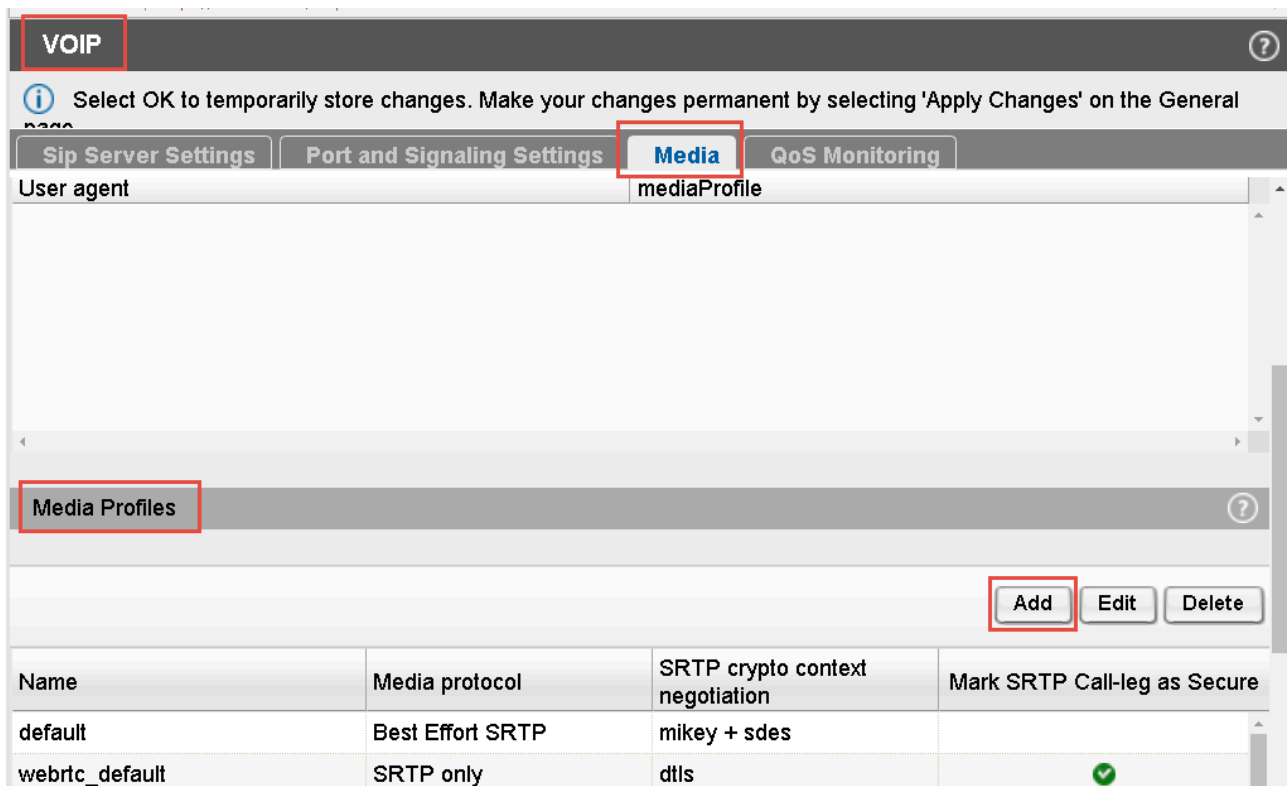 VOIP
Select OK to temporarily store changes. Make your changes permanent by selecting 'Apply Changes' on the General
page
Sip Server Settings Port and Signaling Settings Media QoS Monitoring
User agent mediaProfile
Media Profiles
Add Edit Delete
Name Media protocol SRTP crypto context negotiation Mark SRTP Call-leg as Secure
default Best Effort SRTP mikey + sdes
webrtc_default SRTP only dtls